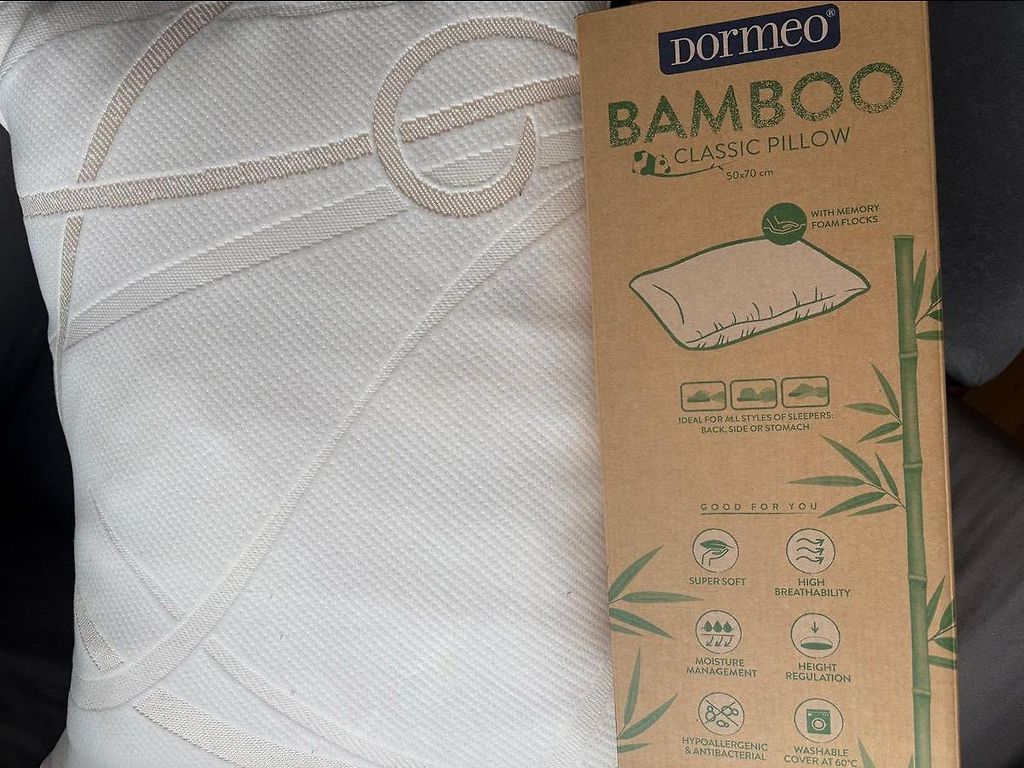 DORMEO®
BAMBOO
CLASSIC PILLOW
50x70 cm
WITH MEMORY
FOAM FLOCKS
IDEAL FOR ALL STYLES OF SLEEPERS:
BACK, SIDE OR STOMACH
GOOD FOR YOU
SUPER SOFT
HIGH
BREATHABILITY
MOISTURE
MANAGEMENT
HEIGHT
REGULATION
HYPOALLERGENIC
& ANTIBACTERIAL
WASHABLE
COVER AT 60°C